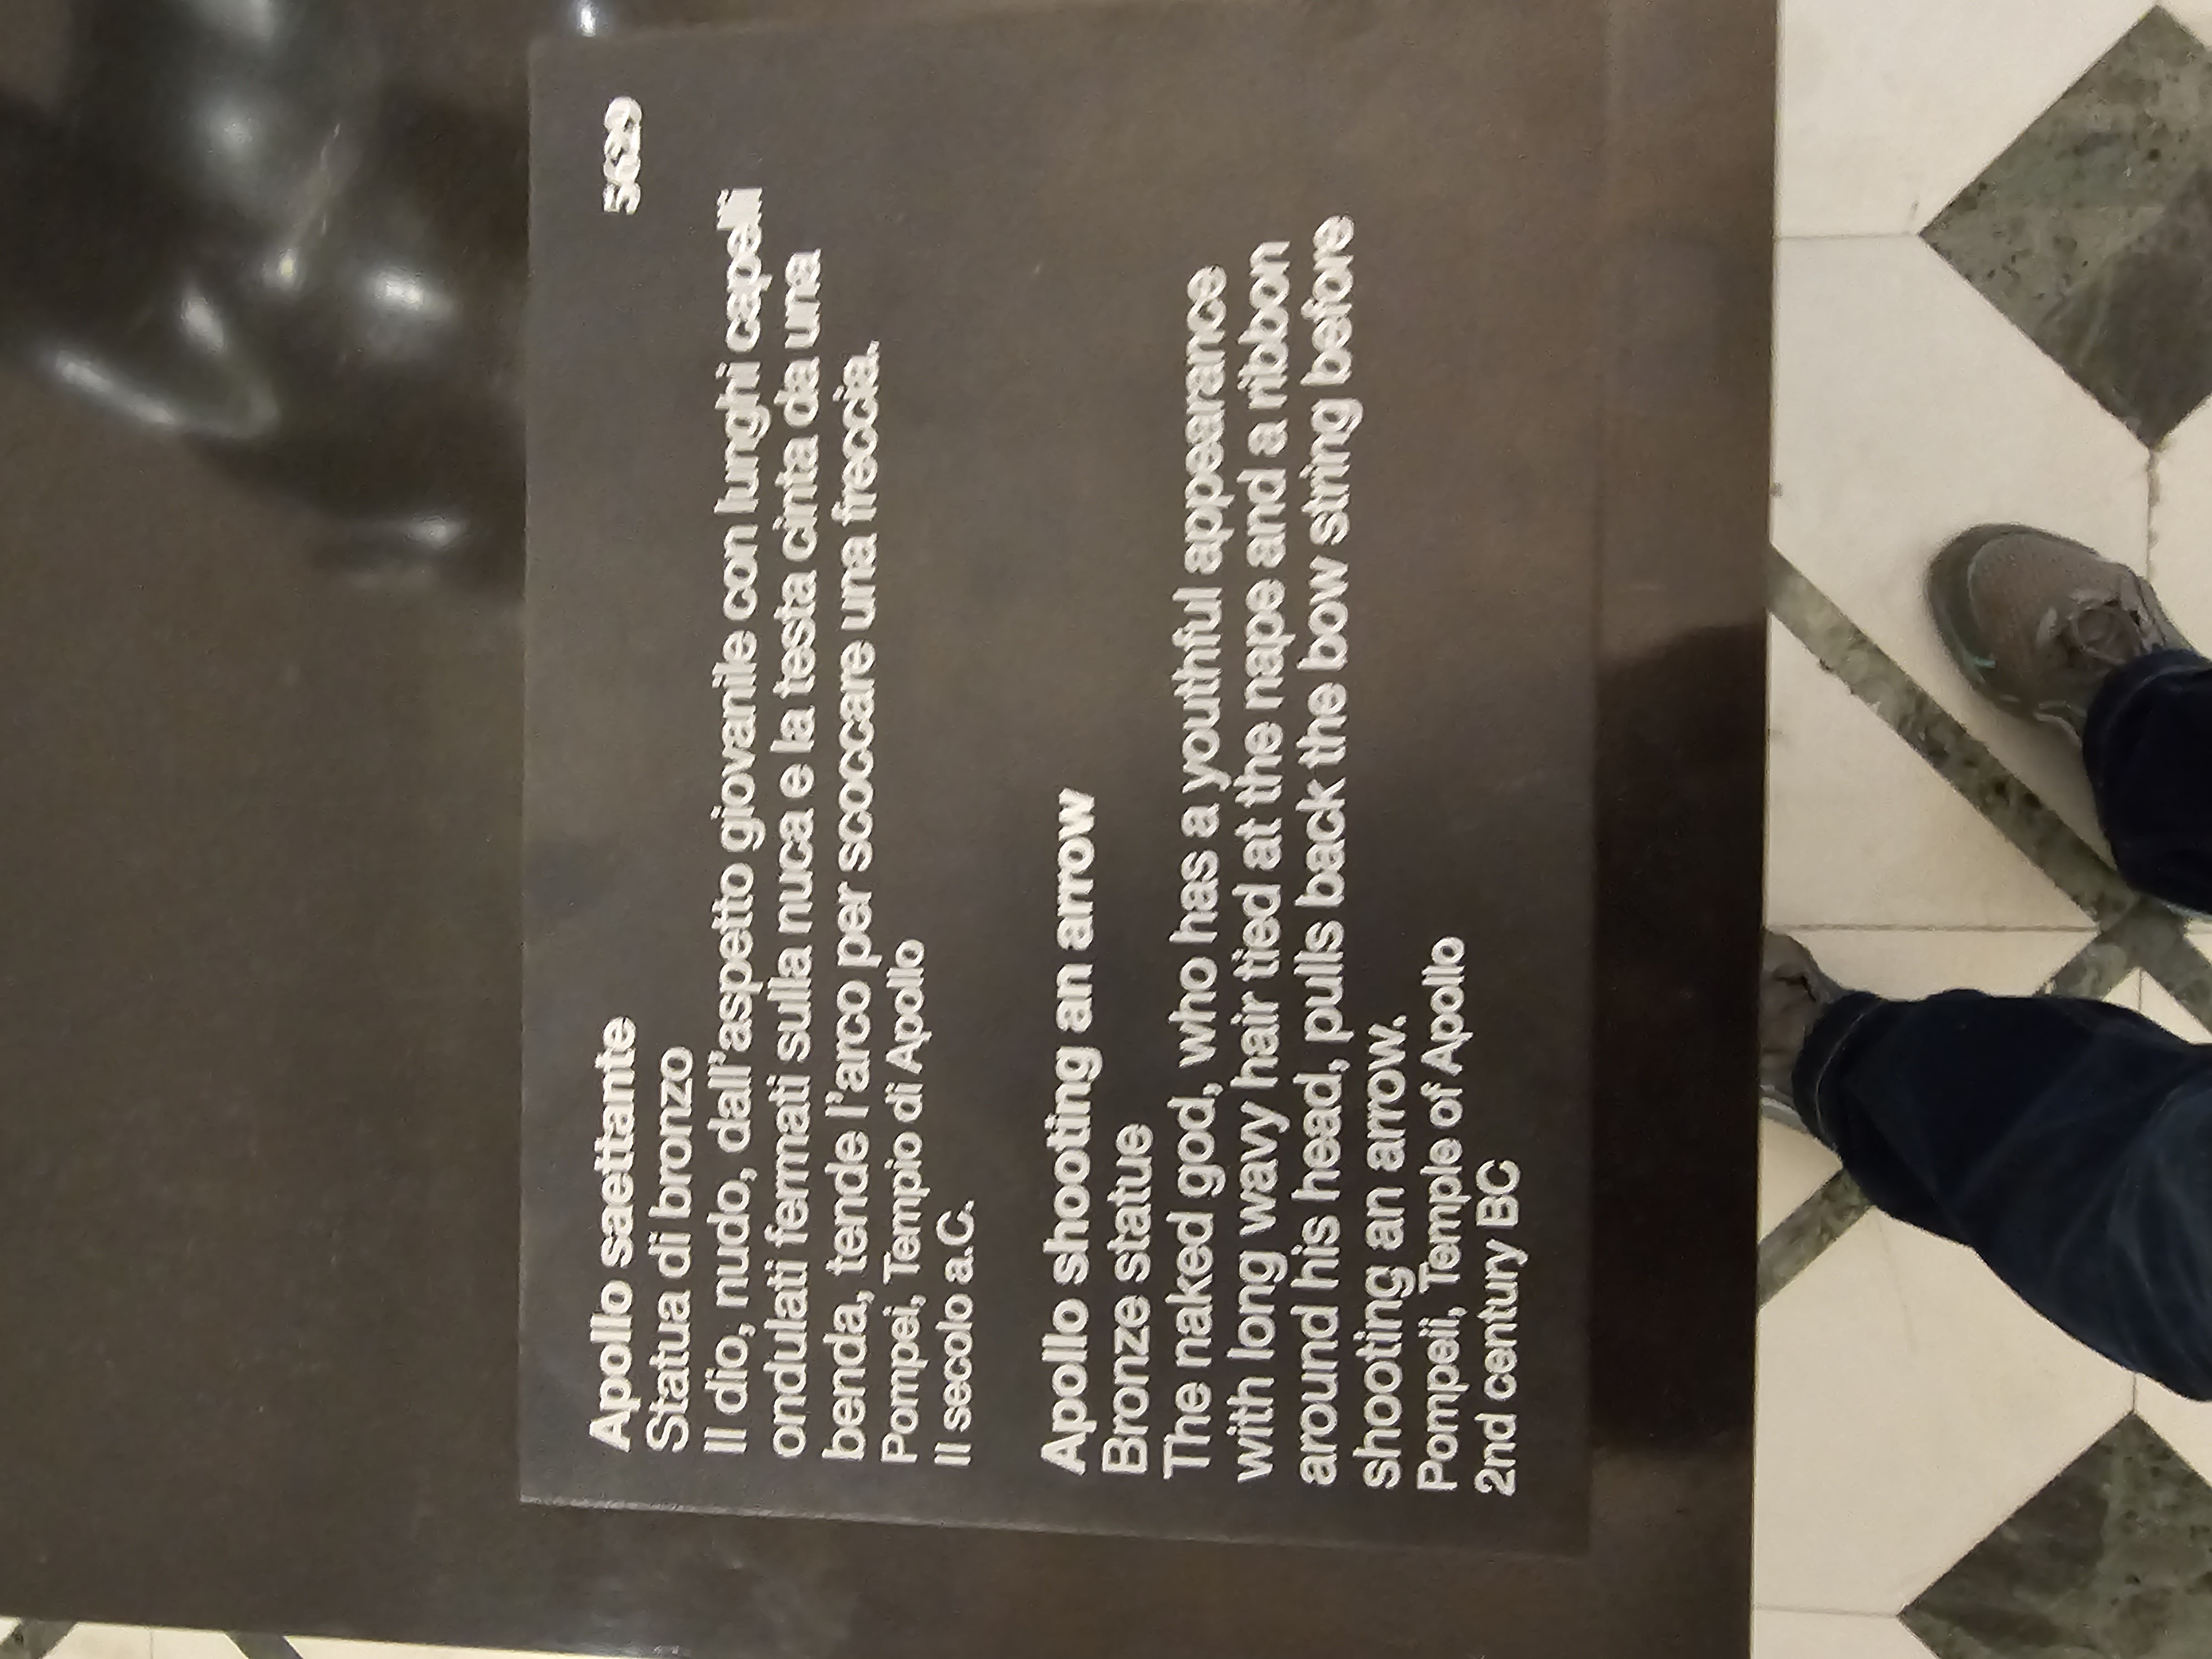 5629
Apollo saettante
Statua di bronzo
Il dio, nudo, dall'aspetto giovanile con lunghi capelli
ondulati fermati sulla nuca e la testa cinta da una
benda, tende l'arco per scoccare una freccia.
Pompei, Tempio di Apollo
II secolo a.C.
Apollo shooting an arrow
Bronze statue
The naked god, who has a youthful appearance
with long wavy hair tied at the nape and a ribbon
around his head, pulls back the bow string before
shooting an arrow.
Pompeii, Temple of Apollo
2nd century BC